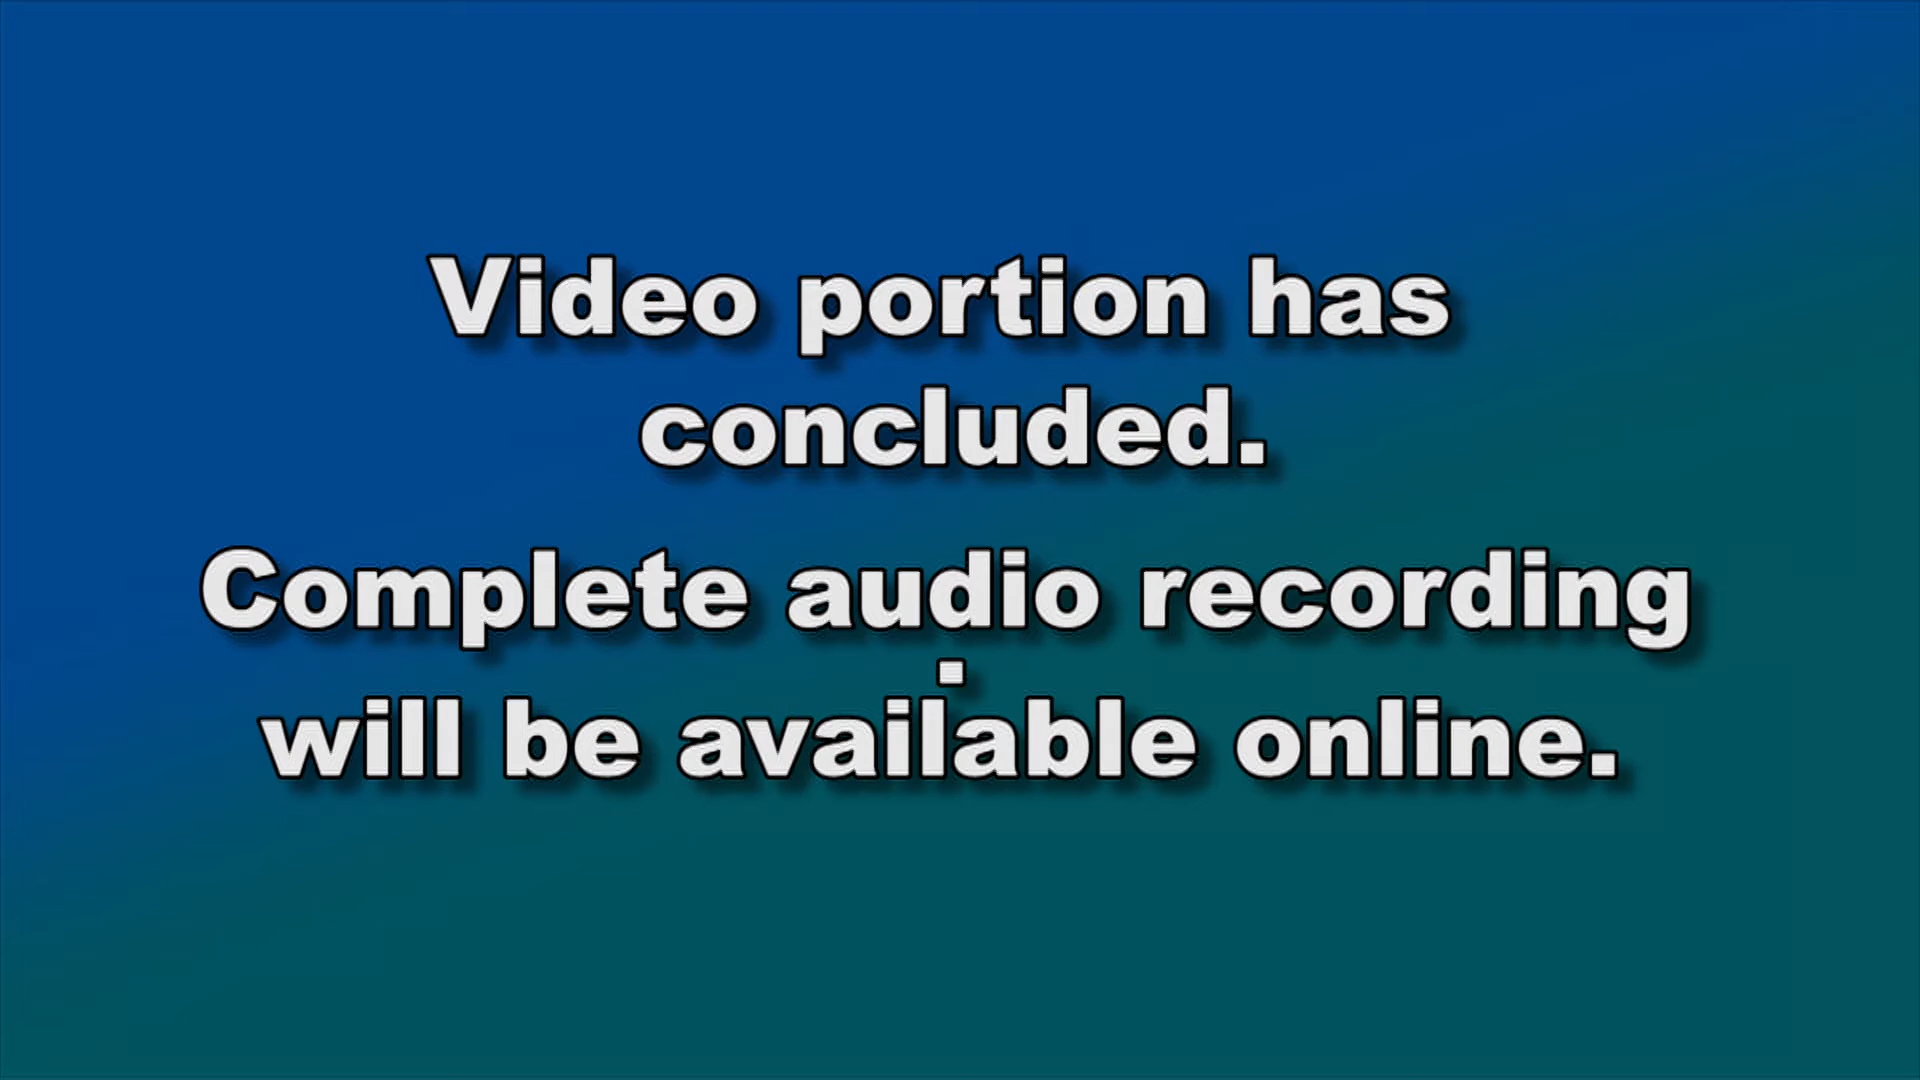 Video portion has
concluded.
Complete audio recording
.
will be available online.